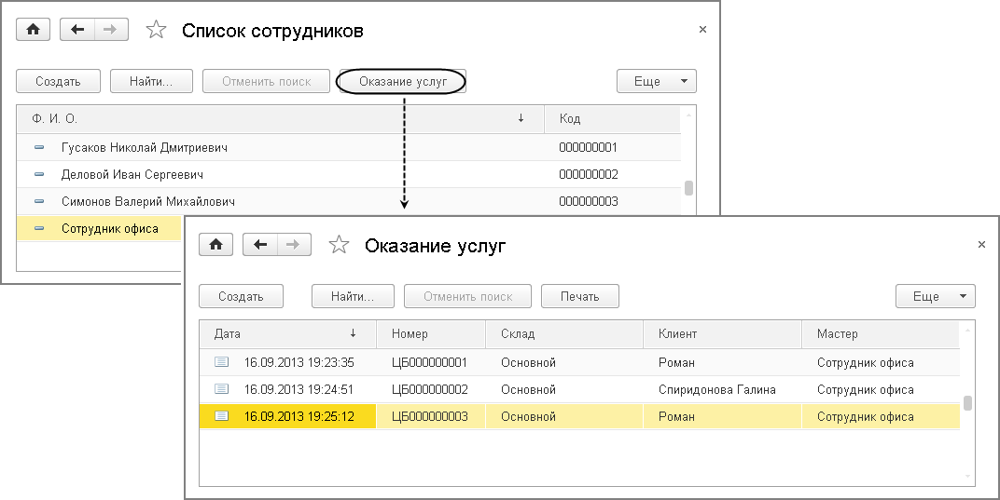 Список сотрудников
Создать Найти... Отменить поиск Оказание услуг Еще
Ф. И. О. Код
Гусаков Николай Дмитриевич 000000001
Деловой Иван Сергеевич 000000002
Симонов Валерий Михайлович 000000003
Сотрудник офиса
Оказание услуг
Создать Найти... Отменить поиск Печать Еще
Дата Номер Склад Клиент Мастер
16.09.2013 19:23:35 ЦБ000000001 Основной Роман Сотрудник офиса
16.09.2013 19:24:51 ЦБ000000002 Основной Спиридонова Галина Сотрудник офиса
16.09.2013 19:25:12 ЦБ000000003 Основной Роман Сотрудник офиса